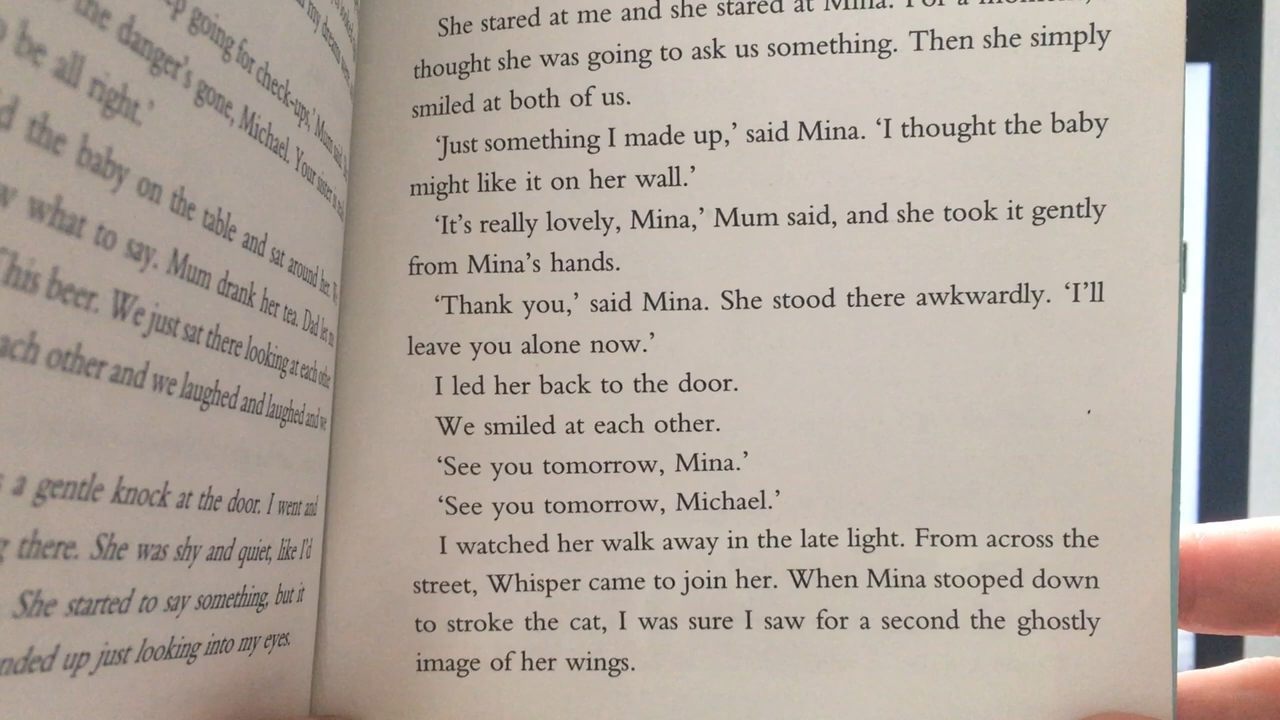 going for check-ups,' Mum said.
the danger's gone, Michael. Your sister is
be all right.'
the baby on the table and sat around her.
what to say. Mum drank her tea. Dad let
his beer. We just sat there looking at each
each other and we laughed and laughed and we
a gentle knock at the door. I went and
there. She was shy and quiet, like I'd
She started to say something, but it
ended up just looking into my eyes.
She stared at me and she stared at Mina. For a moment,
thought she was going to ask us something. Then she simply
smiled at both of us.
‘Just something I made up,’ said Mina. ‘I thought the baby
might like it on her wall.’
‘It’s really lovely, Mina,’ Mum said, and she took it gently
from Mina’s hands.
‘Thank you,’ said Mina. She stood there awkwardly. ‘I’ll
leave you alone now.’
I led her back to the door.
We smiled at each other.
‘See you tomorrow, Mina.’
‘See you tomorrow, Michael.’
I watched her walk away in the late light. From across the
street, Whisper came to join her. When Mina stooped down
to stroke the cat, I was sure I saw for a second the ghostly
image of her wings.